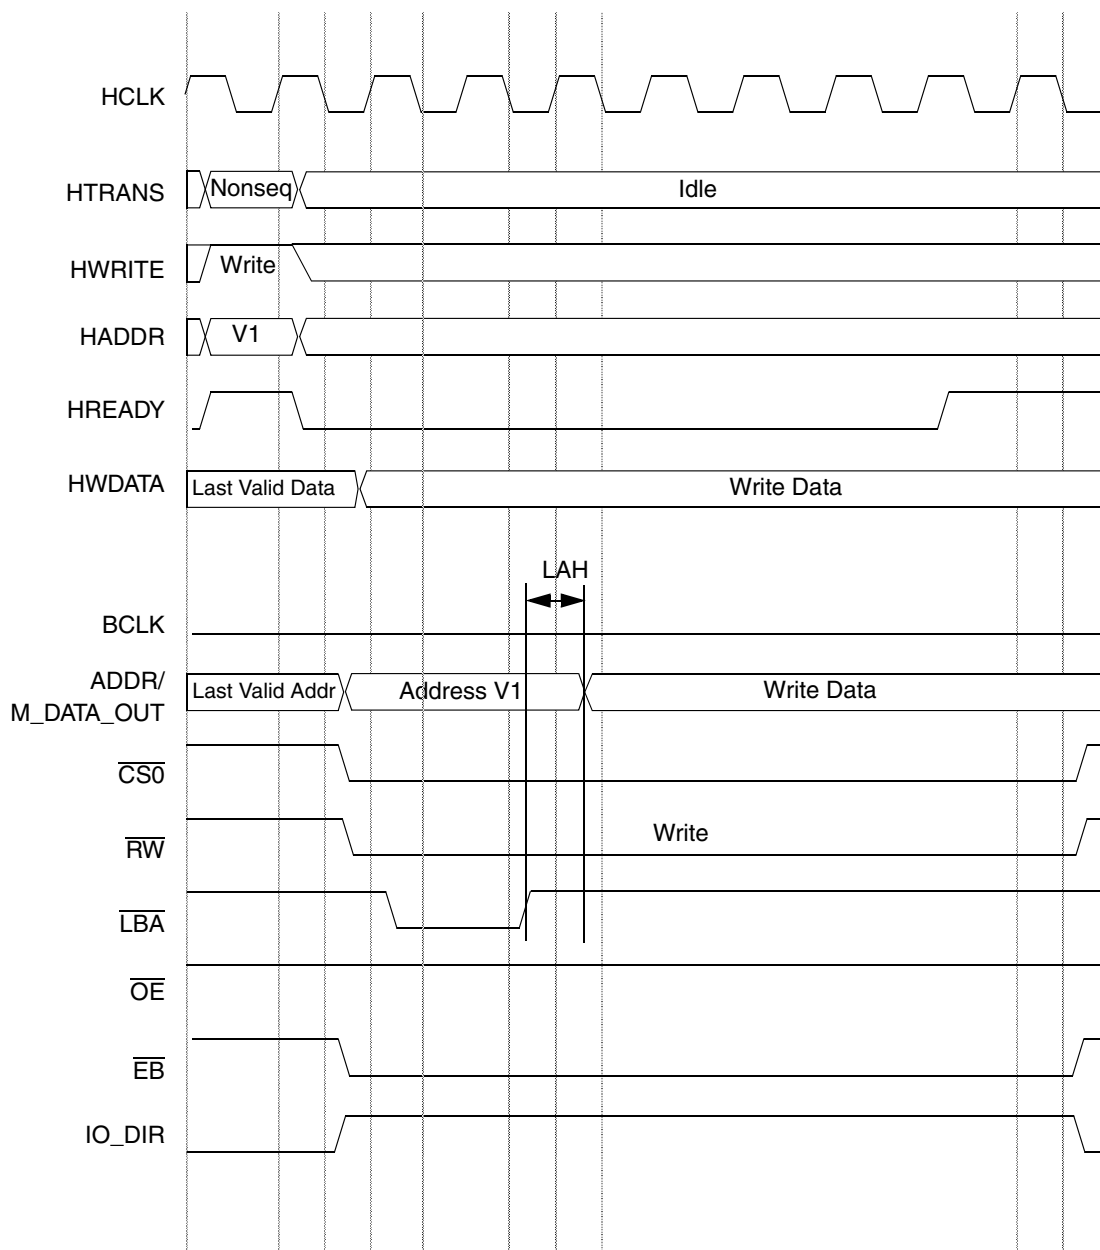 HCLK
HTRANS Nonseq Idle
HWRITE Write
HADDR V1
HREADY
HWDATA Last Valid Data Write Data
LAH
BCLK
ADDR/
M_DATA_OUT Last Valid Addr Address V1 Write Data
CS0
RW Write
LBA
OE
EB
IO_DIR